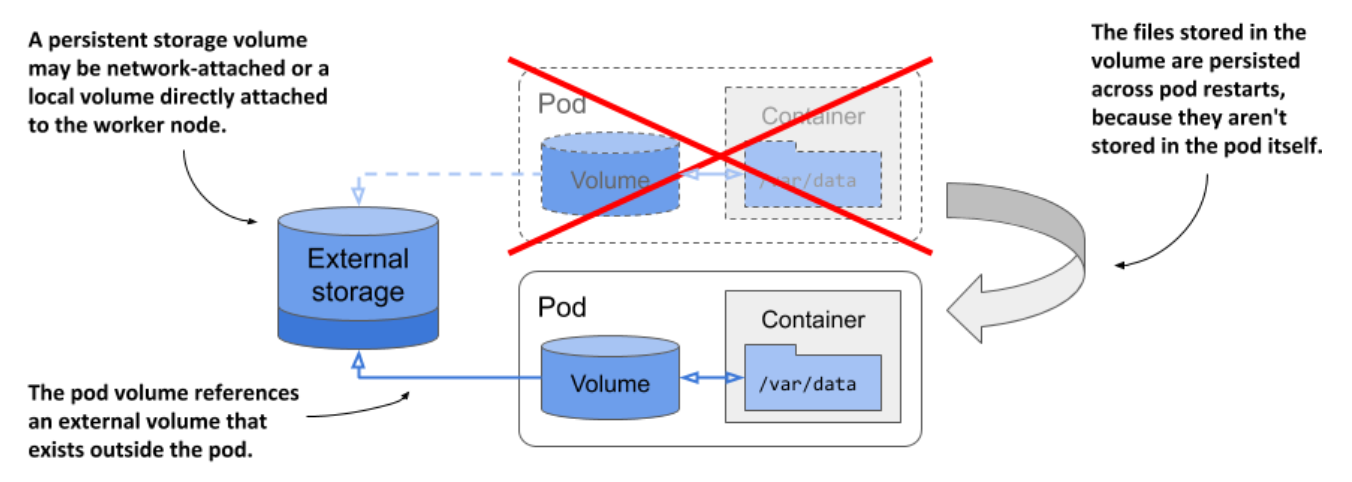 A persistent storage volume
may be network-attached or a
local volume directly attached
to the worker node.
Pod
Container
Volume
/var/data
The files stored in the
volume are persisted
across pod restarts,
because they aren't
stored in the pod itself.
External
storage
Pod
Container
Volume
/var/data
The pod volume references
an external volume that
exists outside the pod.